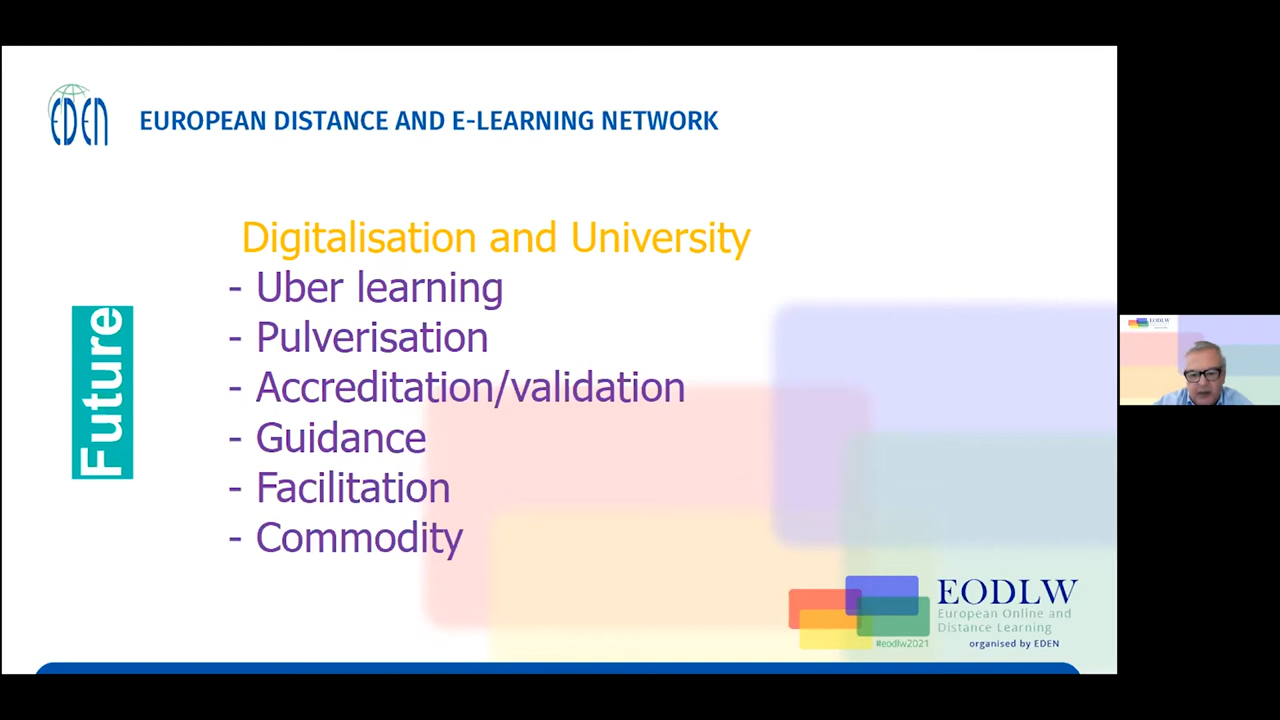 EDEN
EUROPEAN DISTANCE AND E-LEARNING NETWORK
Digitalisation and University
- Uber learning
- Pulverisation
- Accreditation/validation
- Guidance
- Facilitation
- Commodity
Future
EODLW
European Online and
Distance Learning
#eodlw2021
organised by EDEN
EODLW